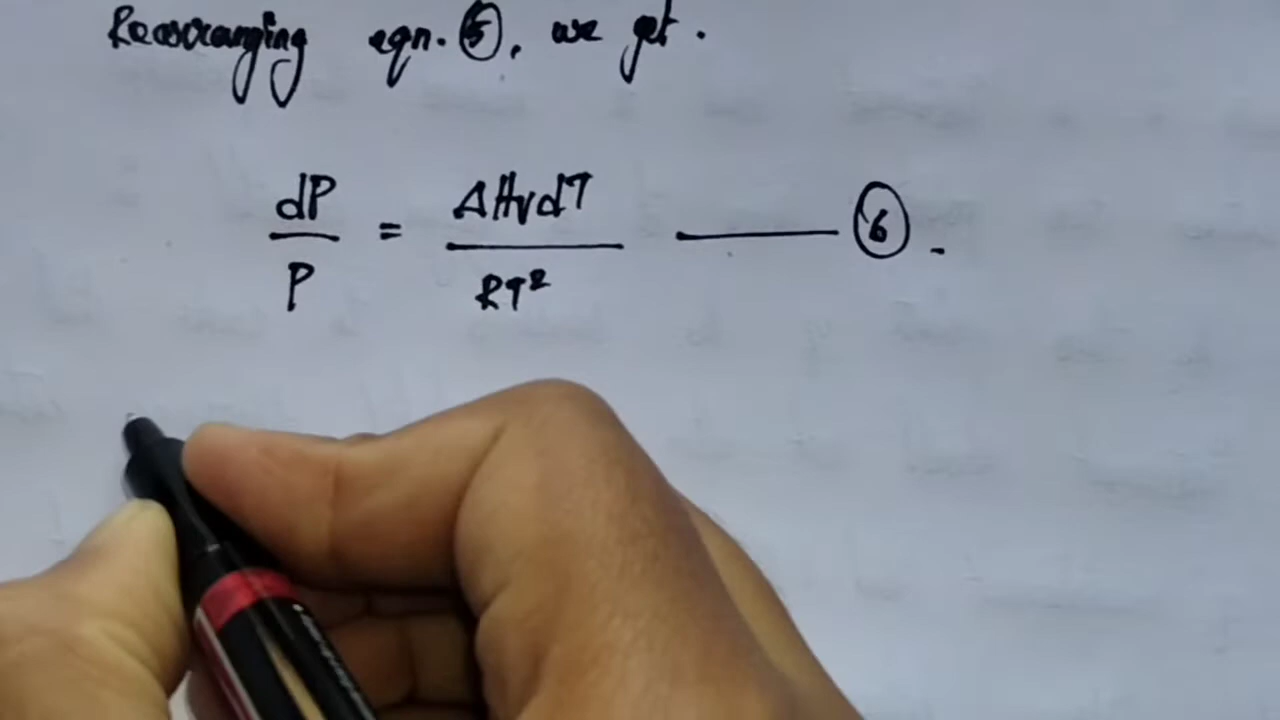 Rearranging eqn. ⑤, we get.
dP/P = ΔHvdT/RT² ——— ⑥.